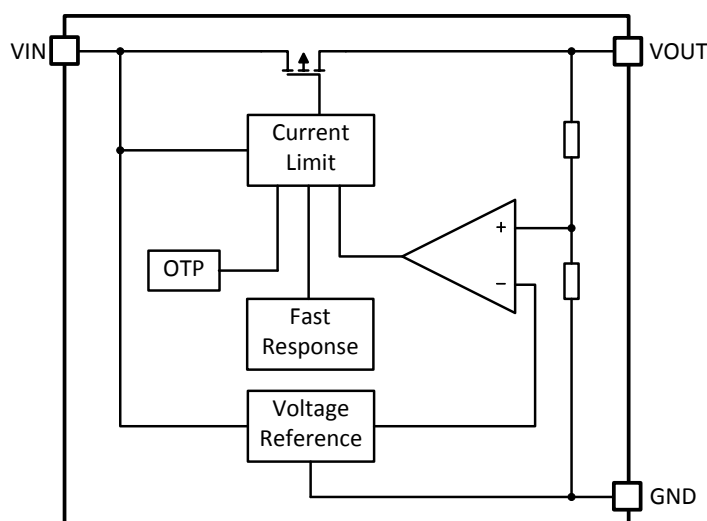 VIN
VOUT
Current
Limit
+
OTP
−
Fast
Response
Voltage
Reference
GND